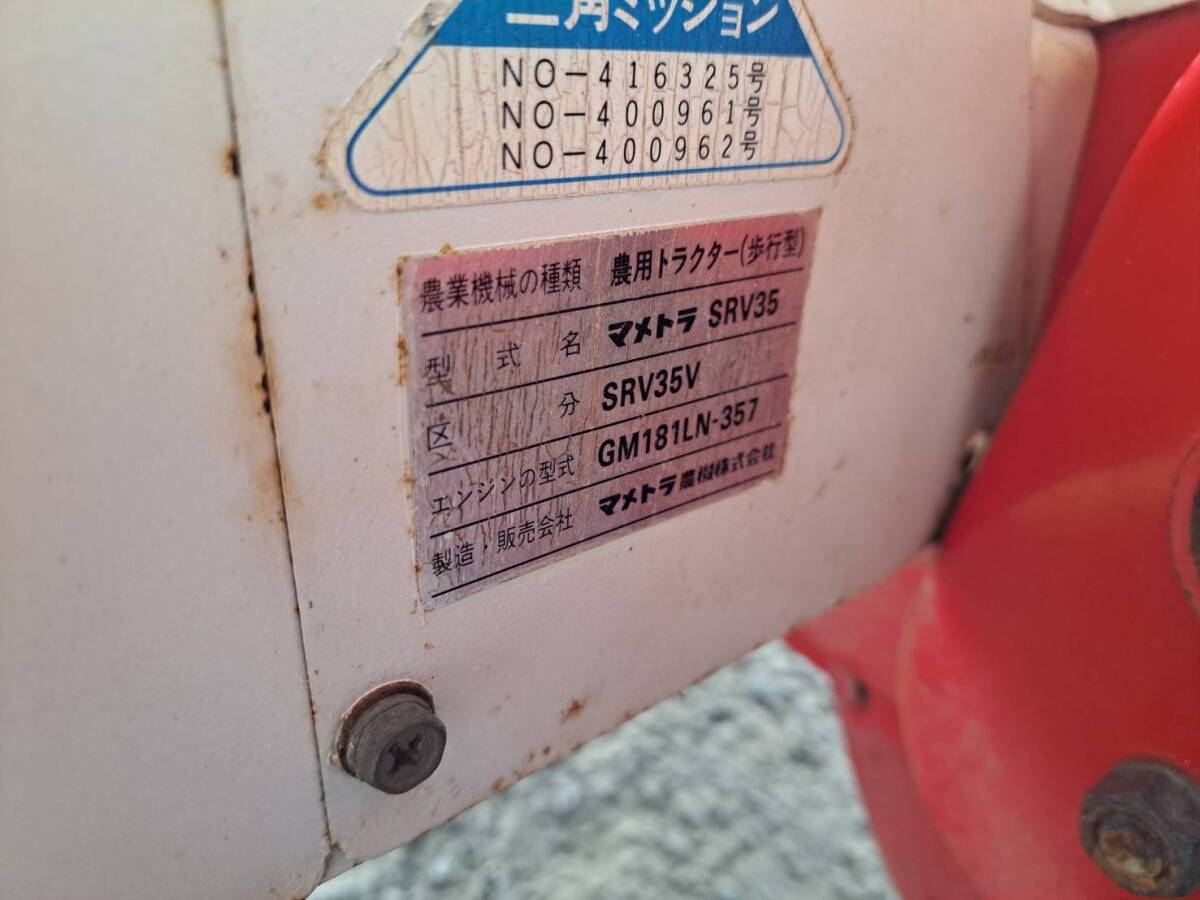 角ミッション
NO-416325号
NO-400961号
NO-400962号
農業機械の種類 農用トラクター(歩行型)
型式名 マメトラ SRV35
区分 SRV35V
エンジンの型式 GM181LN-357
製造・販売会社 マメトラ農機株式会社